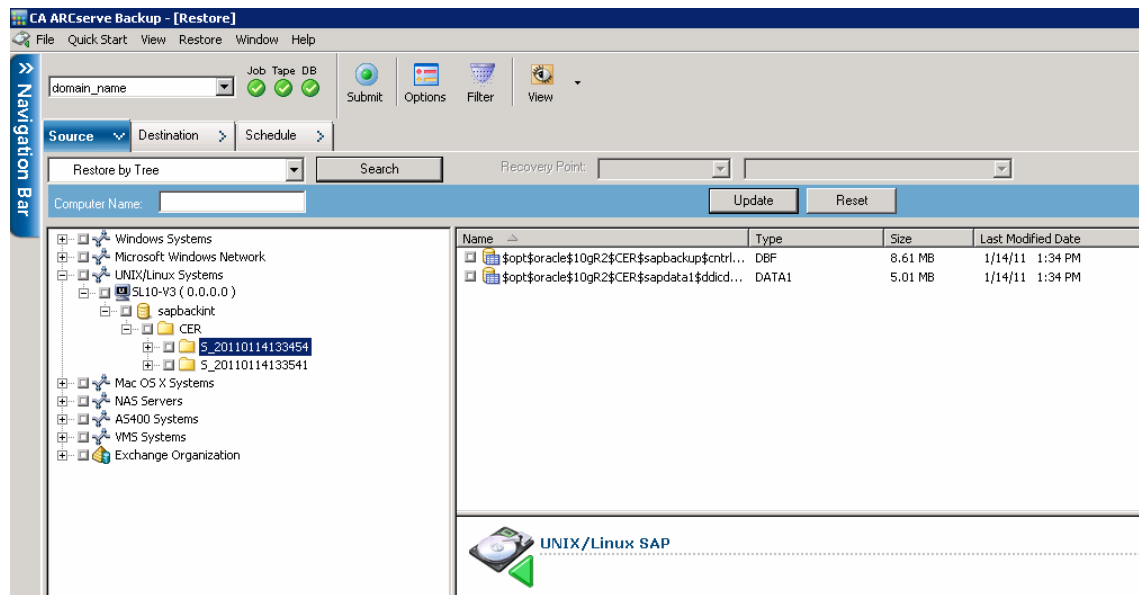 CA ARCserve Backup - [Restore]
File Quick Start View Restore Window Help
Navigation Bar
domain_name
Job Tape DB
Submit Options Filter View
Source Destination Schedule
Restore by Tree Search Recovery Point:
Computer Name: Update Reset
Windows Systems
Microsoft Windows Network
UNIX/Linux Systems
SL10-V3 ( 0.0.0.0 )
sapbackint
CER
S_20110114133454
S_20110114133541
Mac OS X Systems
NAS Servers
AS400 Systems
VMS Systems
Exchange Organization
Name Type Size Last Modified Date
$opt$oracle$10gR2$CER$sapbackup$cntrl... DBF 8.61 MB 1/14/11 1:34 PM
$opt$oracle$10gR2$CER$sapdata1$ddicd... DATA1 5.01 MB 1/14/11 1:34 PM
UNIX/Linux SAP